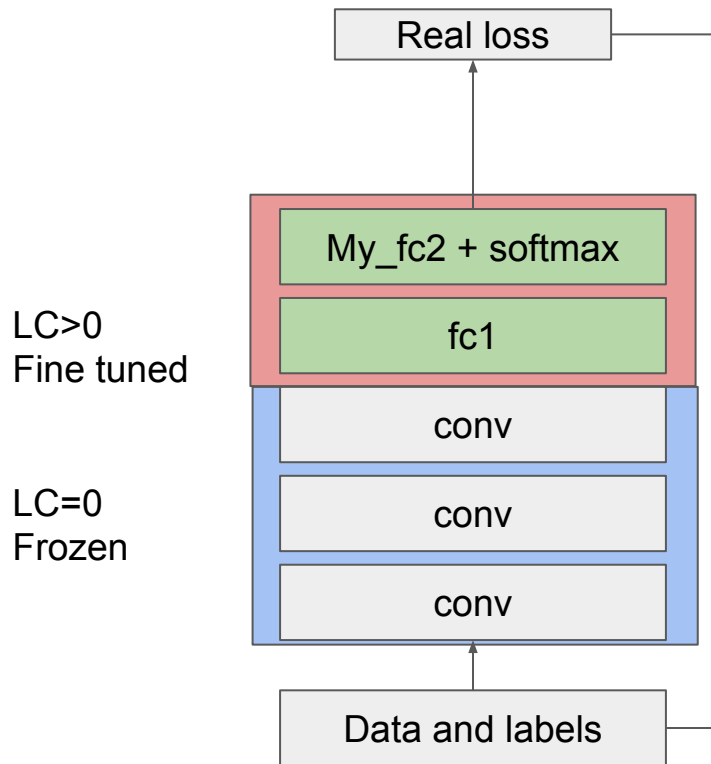 Real loss
My_fc2 + softmax
LC>0
Fine tuned
fc1
conv
LC=0
Frozen
conv
conv
Data and labels